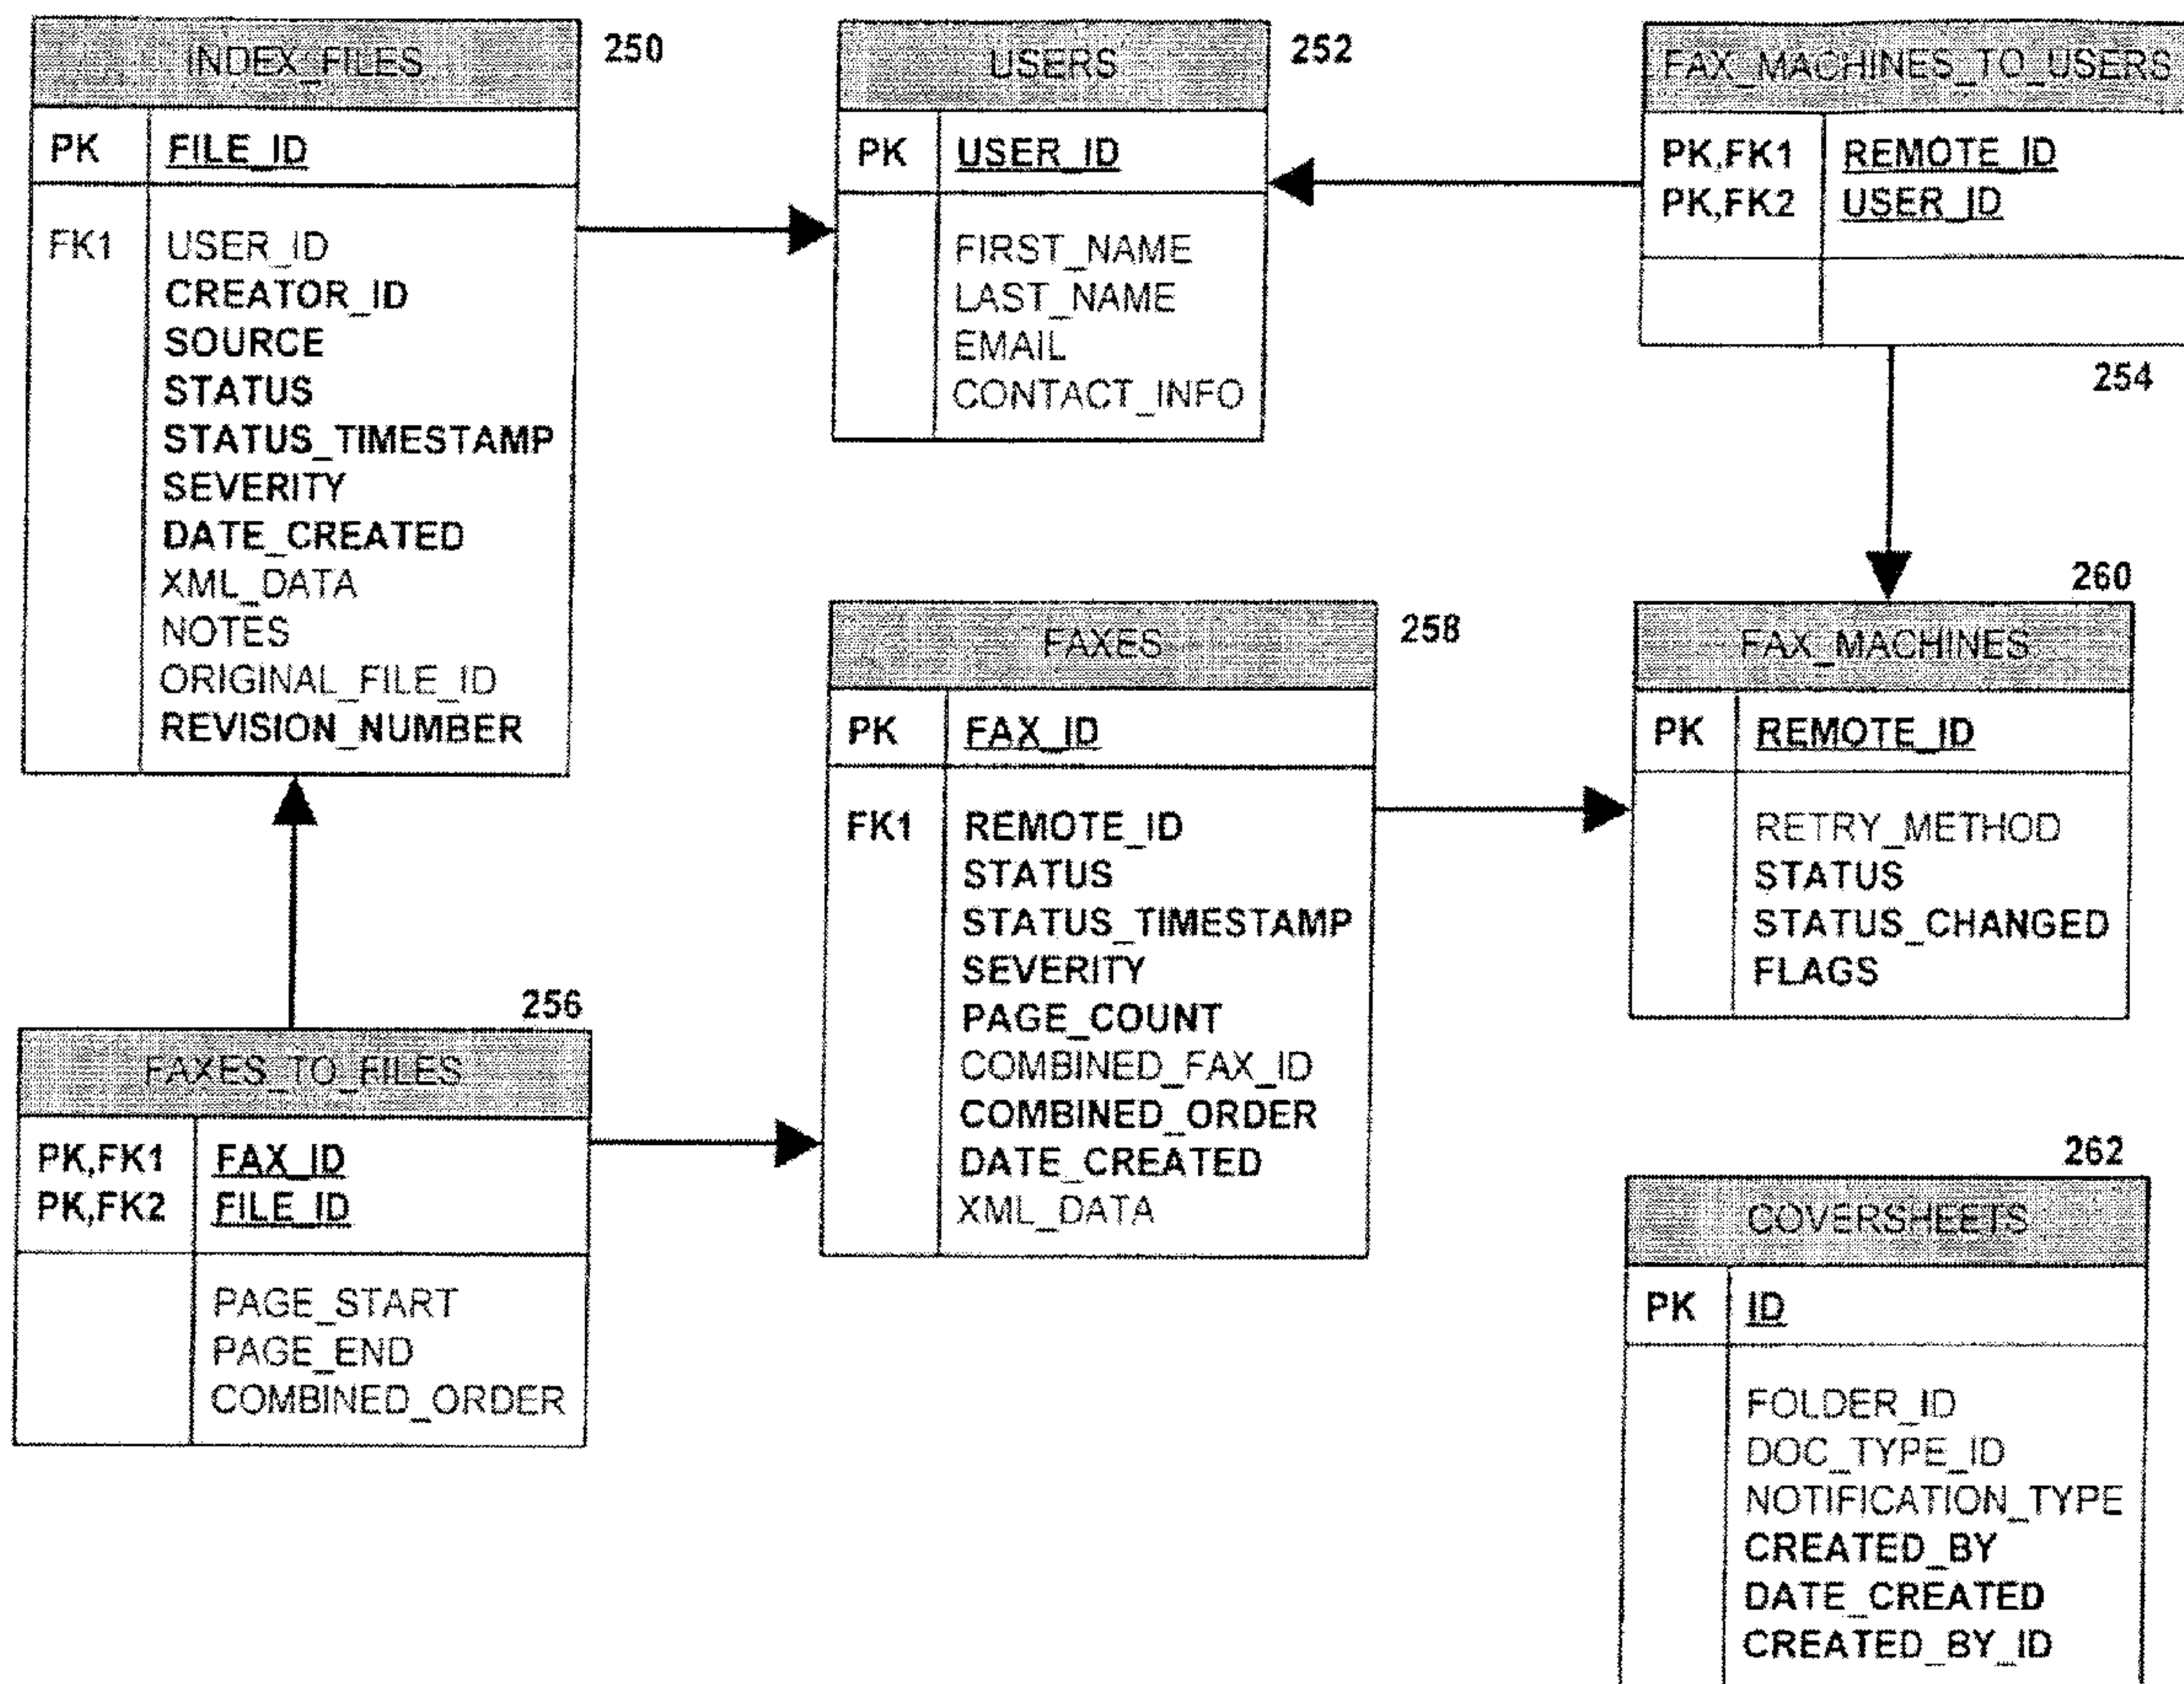 INDEX_FILES
250
PK FILE_ID
FK1 USER_ID
CREATOR_ID
SOURCE
STATUS
STATUS_TIMESTAMP
SEVERITY
DATE_CREATED
XML_DATA
NOTES
ORIGINAL_FILE_ID
REVISION_NUMBER
USERS
252
PK USER_ID
FIRST_NAME
LAST_NAME
EMAIL
CONTACT_INFO
FAX_MACHINES_TO_USERS
PK,FK1 REMOTE_ID
PK,FK2 USER_ID
254
256
FAXES_TO_FILES
PK,FK1 FAX_ID
PK,FK2 FILE_ID
PAGE_START
PAGE_END
COMBINED_ORDER
FAXES
258
PK FAX_ID
FK1 REMOTE_ID
STATUS
STATUS_TIMESTAMP
SEVERITY
PAGE_COUNT
COMBINED_FAX_ID
COMBINED_ORDER
DATE_CREATED
XML_DATA
260
FAX_MACHINES
PK REMOTE_ID
RETRY_METHOD
STATUS
STATUS_CHANGED
FLAGS
262
COVERSHEETS
PK ID
FOLDER_ID
DOC_TYPE_ID
NOTIFICATION_TYPE
CREATED_BY
DATE_CREATED
CREATED_BY_ID